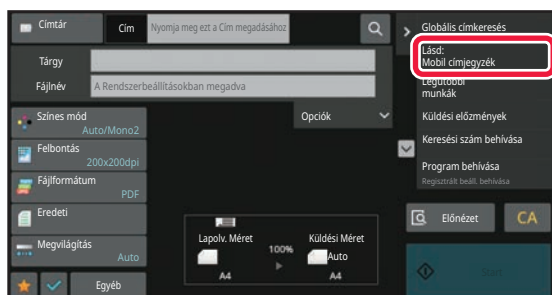 Címtár
Cím
Nyomja meg ezt a Cím megadásához
Tárgy
Fájlnév
A Rendszerbeállításokban megadva
Színes mód
Auto/Mono2
Felbontás
200x200dpi
Fájlformátum
PDF
Eredeti
Megvilágítás
Auto
Egyéb
Opciók
Lapolv. Méret
100%
Küldési Méret
Auto
A4
A4
Globális címkeresés
Lásd:
Mobil címjegyzék
Legutóbbi
munkák
Küldési előzmények
Keresési szám behívása
Program behívása
Regisztrált beáll. behívása
Előnézet
CA
Start